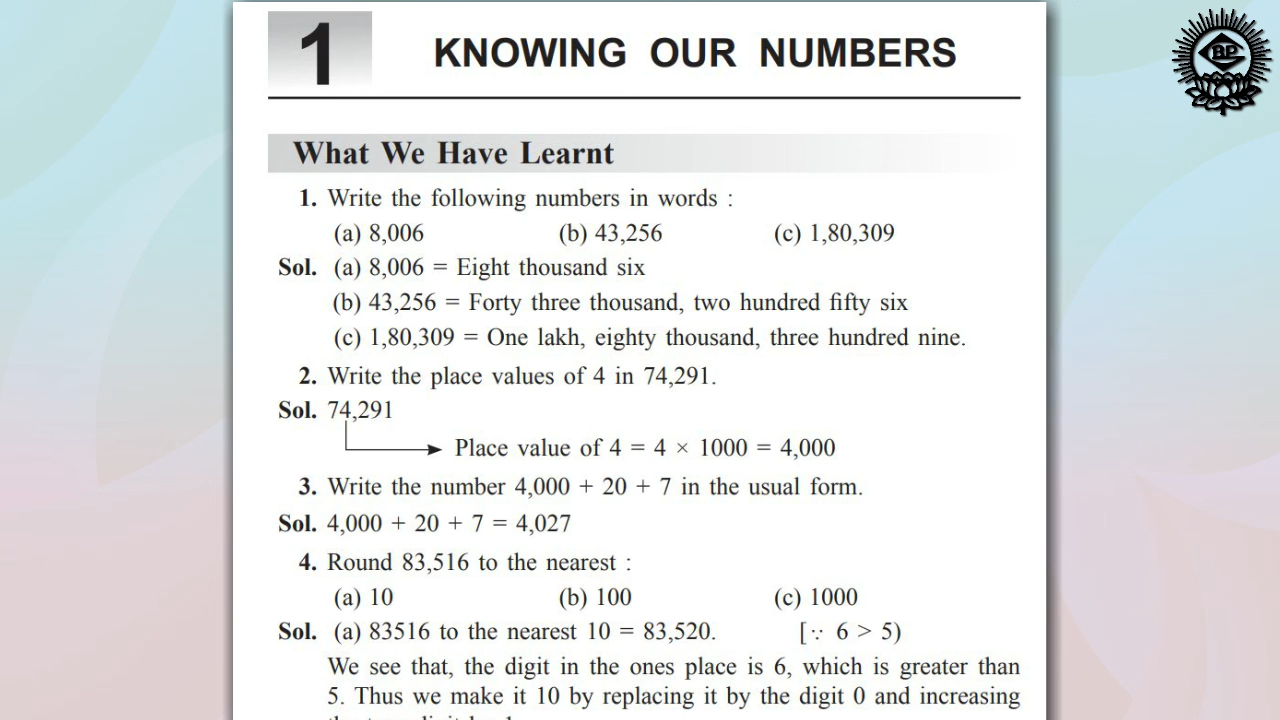 1 KNOWING OUR NUMBERS
BP
What We Have Learnt
1. Write the following numbers in words :
(a) 8,006 (b) 43,256 (c) 1,80,309
Sol. (a) 8,006 = Eight thousand six
(b) 43,256 = Forty three thousand, two hundred fifty six
(c) 1,80,309 = One lakh, eighty thousand, three hundred nine.
2. Write the place values of 4 in 74,291.
Sol. 74,291
Place value of 4 = 4 × 1000 = 4,000
3. Write the number 4,000 + 20 + 7 in the usual form.
Sol. 4,000 + 20 + 7 = 4,027
4. Round 83,516 to the nearest :
(a) 10 (b) 100 (c) 1000
Sol. (a) 83516 to the nearest 10 = 83,520. [∵ 6 > 5)
We see that, the digit in the ones place is 6, which is greater than
5. Thus we make it 10 by replacing it by the digit 0 and increasing